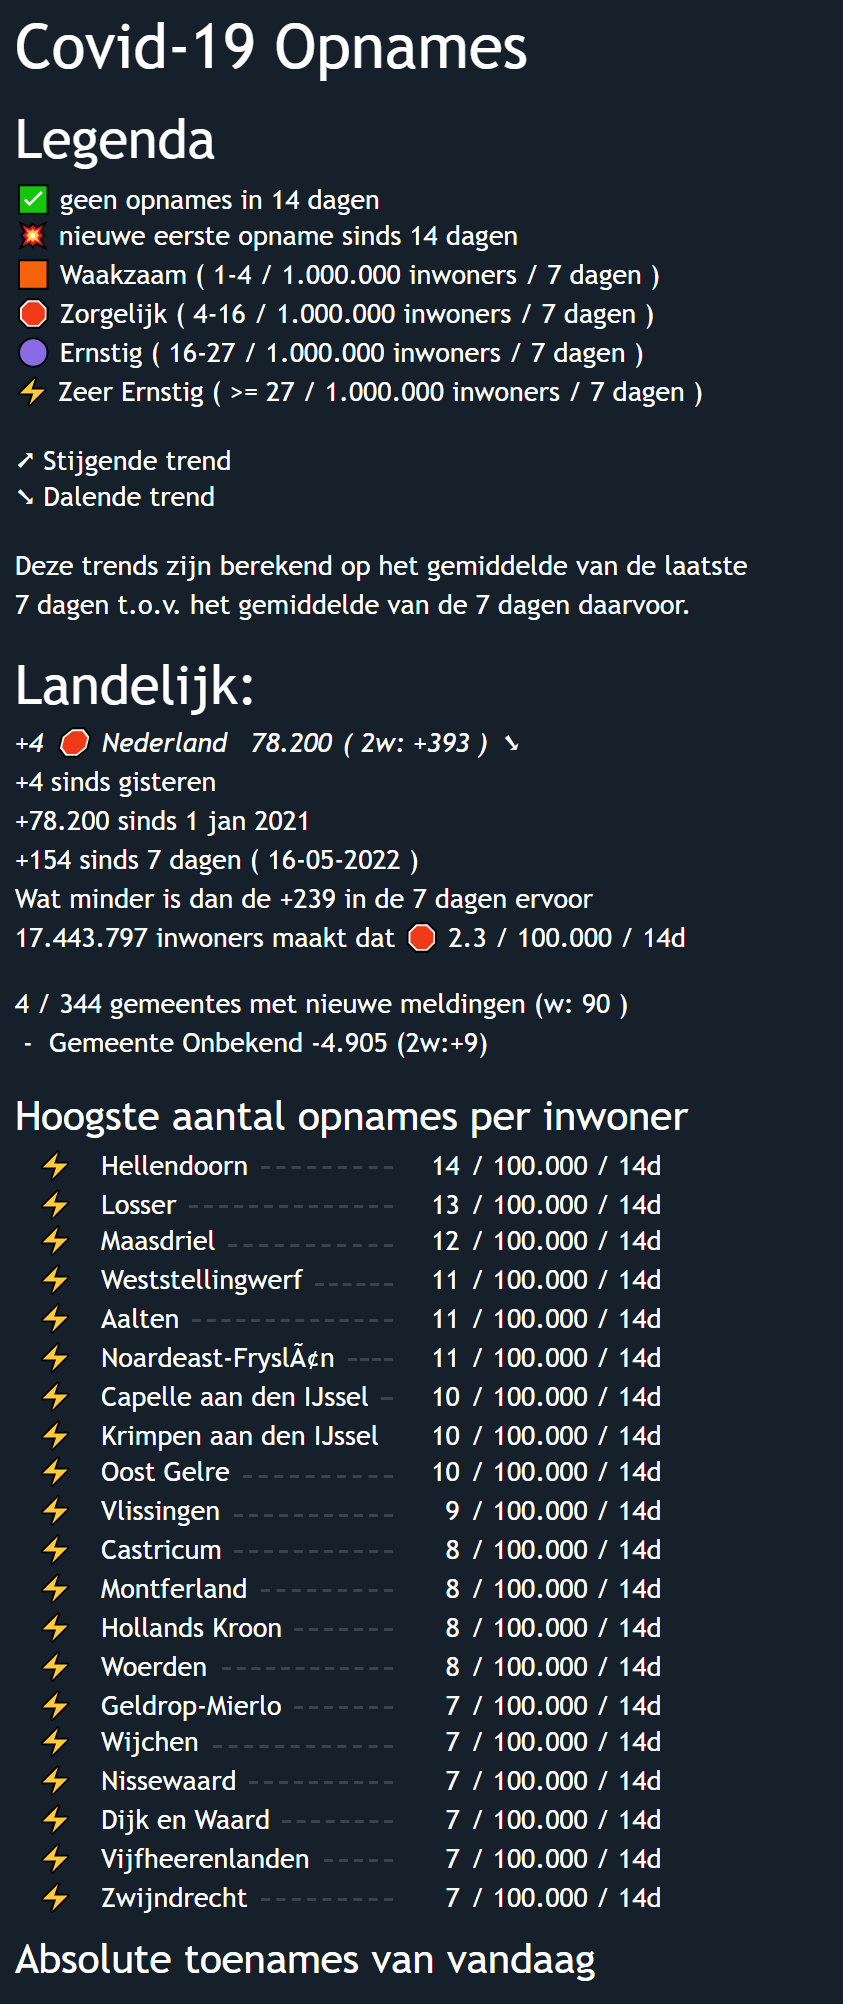 Covid-19 Opnames
Legenda
✅ geen opnames in 14 dagen
💥 nieuwe eerste opname sinds 14 dagen
🟧 Waakzaam ( 1-4 / 1.000.000 inwoners / 7 dagen )
🛑 Zorgelijk ( 4-16 / 1.000.000 inwoners / 7 dagen )
🟣 Ernstig ( 16-27 / 1.000.000 inwoners / 7 dagen )
⚡ Zeer Ernstig ( >= 27 / 1.000.000 inwoners / 7 dagen )
➚ Stijgende trend
➘ Dalende trend
Deze trends zijn berekend op het gemiddelde van de laatste
7 dagen t.o.v. het gemiddelde van de 7 dagen daarvoor.
Landelijk:
+4 🛑 Nederland 78.200 ( 2w: +393 ) ➘
+4 sinds gisteren
+78.200 sinds 1 jan 2021
+154 sinds 7 dagen ( 16-05-2022 )
Wat minder is dan de +239 in de 7 dagen ervoor
17.443.797 inwoners maakt dat 🛑 2.3 / 100.000 / 14d
4 / 344 gemeentes met nieuwe meldingen (w: 90 )
- Gemeente Onbekend -4.905 (2w:+9)
Hoogste aantal opnames per inwoner
⚡ Hellendoorn ---------- 14 / 100.000 / 14d
⚡ Losser --------------- 13 / 100.000 / 14d
⚡ Maasdriel ------------ 12 / 100.000 / 14d
⚡ Weststellingwerf ------ 11 / 100.000 / 14d
⚡ Aalten --------------- 11 / 100.000 / 14d
⚡ Noardeast-FryslÃ¢n ---- 11 / 100.000 / 14d
⚡ Capelle aan den IJssel - 10 / 100.000 / 14d
⚡ Krimpen aan den IJssel 10 / 100.000 / 14d
⚡ Oost Gelre ----------- 10 / 100.000 / 14d
⚡ Vlissingen ------------ 9 / 100.000 / 14d
⚡ Castricum ------------ 8 / 100.000 / 14d
⚡ Montferland ---------- 8 / 100.000 / 14d
⚡ Hollands Kroon ------- 8 / 100.000 / 14d
⚡ Woerden ------------- 8 / 100.000 / 14d
⚡ Geldrop-Mierlo ------- 7 / 100.000 / 14d
⚡ Wijchen -------------- 7 / 100.000 / 14d
⚡ Nissewaard ----------- 7 / 100.000 / 14d
⚡ Dijk en Waard -------- 7 / 100.000 / 14d
⚡ Vijfheerenlanden ----- 7 / 100.000 / 14d
⚡ Zwijndrecht ---------- 7 / 100.000 / 14d
Absolute toenames van vandaag